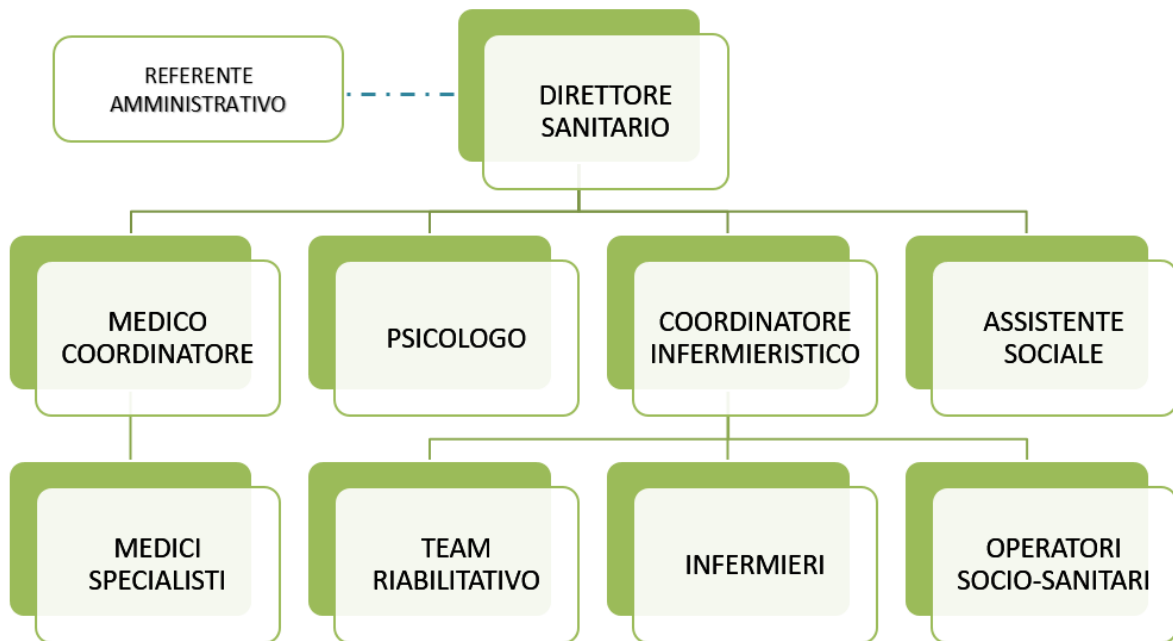 REFERENTE
AMMINISTRATIVO
DIRETTORE
SANITARIO
MEDICO
COORDINATORE
PSICOLOGO
COORDINATORE
INFERMIERISTICO
ASSISTENTE
SOCIALE
MEDICI
SPECIALISTI
TEAM
RIABILITATIVO
INFERMIERI
OPERATORI
SOCIO-SANITARI